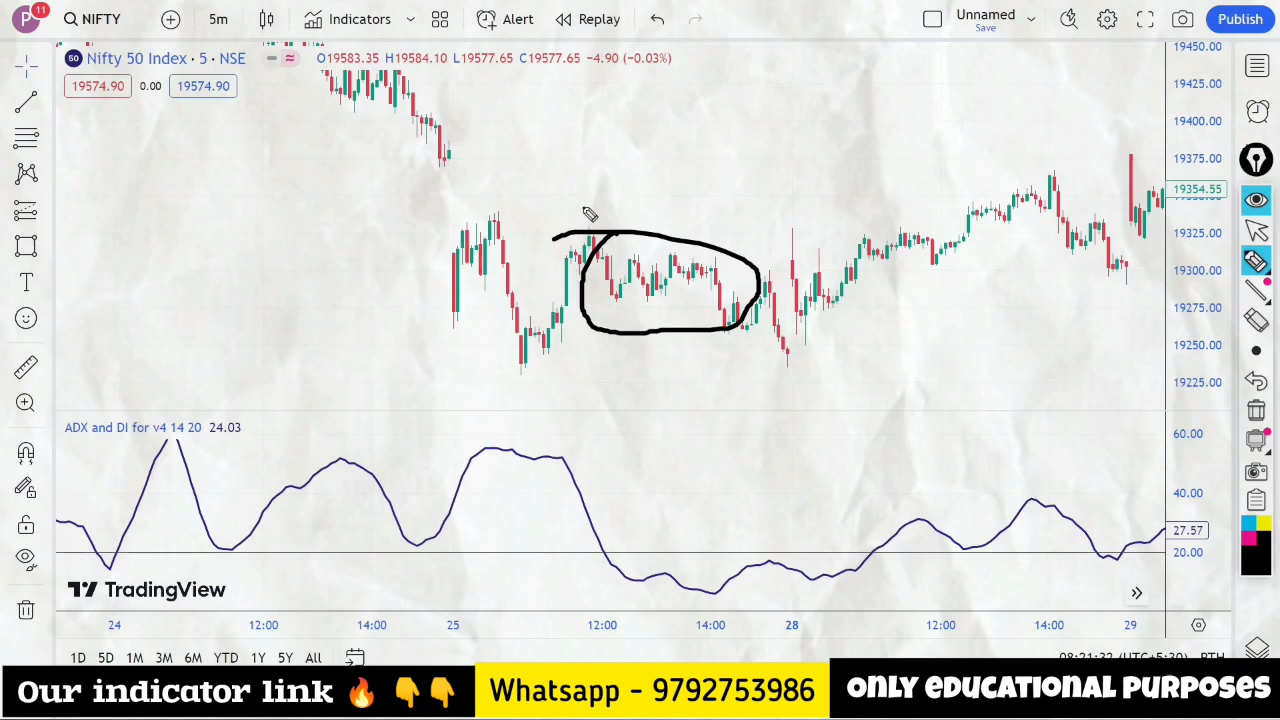 P 11 NIFTY 5m Indicators Alert Replay Unnamed Save Publish
50 Nifty 50 Index · 5 · NSE O19583.35 H19584.10 L19577.65 C19577.65 -4.90 (-0.03%)
19574.90 0.00 19574.90
19450.00
19425.00
19400.00
19375.00
19354.55
19325.00
19300.00
19275.00
19250.00
19225.00
ADX and DI for v4 14 20 24.03
60.00
40.00
27.57
20.00
TradingView
24 12:00 14:00 25 12:00 14:00 28 12:00 14:00 29
1D 5D 1M 3M 6M YTD 1Y 5Y All
Our indicator link 🔥 👇👇 Whatsapp - 9792753986 ONLY EDUCATIONAL PURPOSES